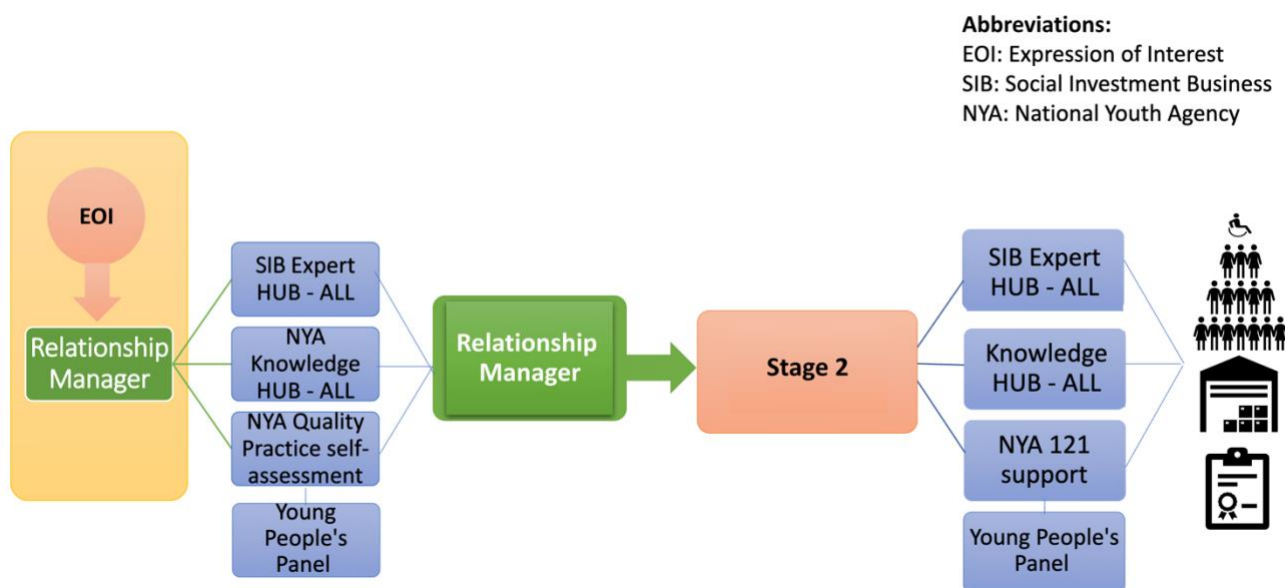 Abbreviations:
EOI: Expression of Interest
SIB: Social Investment Business
NYA: National Youth Agency
EOI
Relationship
Manager
SIB Expert
HUB - ALL
NYA
Knowledge
HUB - ALL
NYA Quality
Practice self-
assessment
Young
People's
Panel
Relationship
Manager
Stage 2
SIB Expert
HUB - ALL
Knowledge
HUB - ALL
NYA 121
support
Young People's
Panel